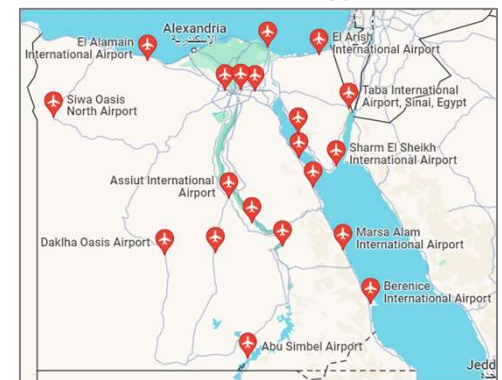 Alexandria
الإسكندرية
El Alamain
International Airport
El Arish
International Airport
Siwa Oasis
North Airport
Taba International
Airport, Sinai, Egypt
Sharm El Sheikh
International Airport
Assiut International
Airport
Daklha Oasis Airport
Marsa Alam
International Airport
Berenice
International Airport
Abu Simbel Airport
Jedd